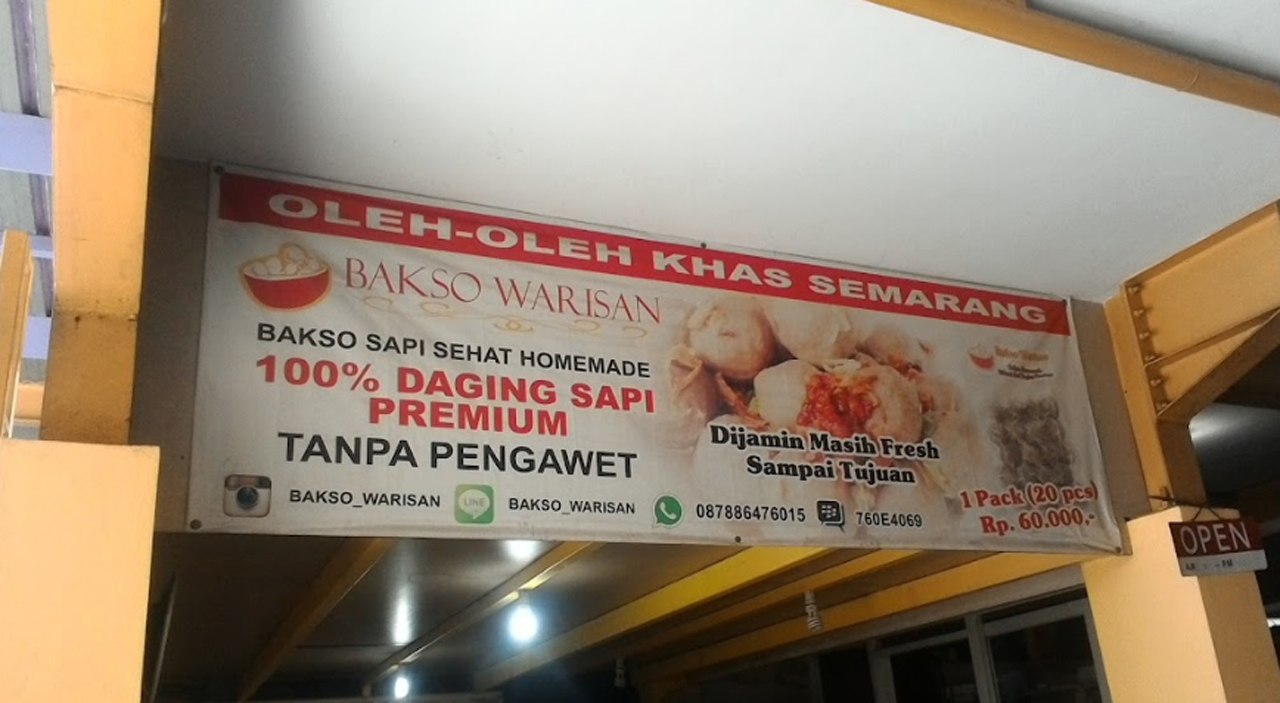 OLEH-OLEH KHAS SEMARANG
BAKSO WARISAN
BAKSO SAPI SEHAT HOMEMADE
100% DAGING SAPI
PREMIUM
TANPA PENGAWET
Dijamin Masih Fresh
Sampai Tujuan
1 Pack (20 pcs)
Rp. 60.000,-
BAKSO_WARISAN LINE BAKSO_WARISAN 087886476015 760E4069
OPEN